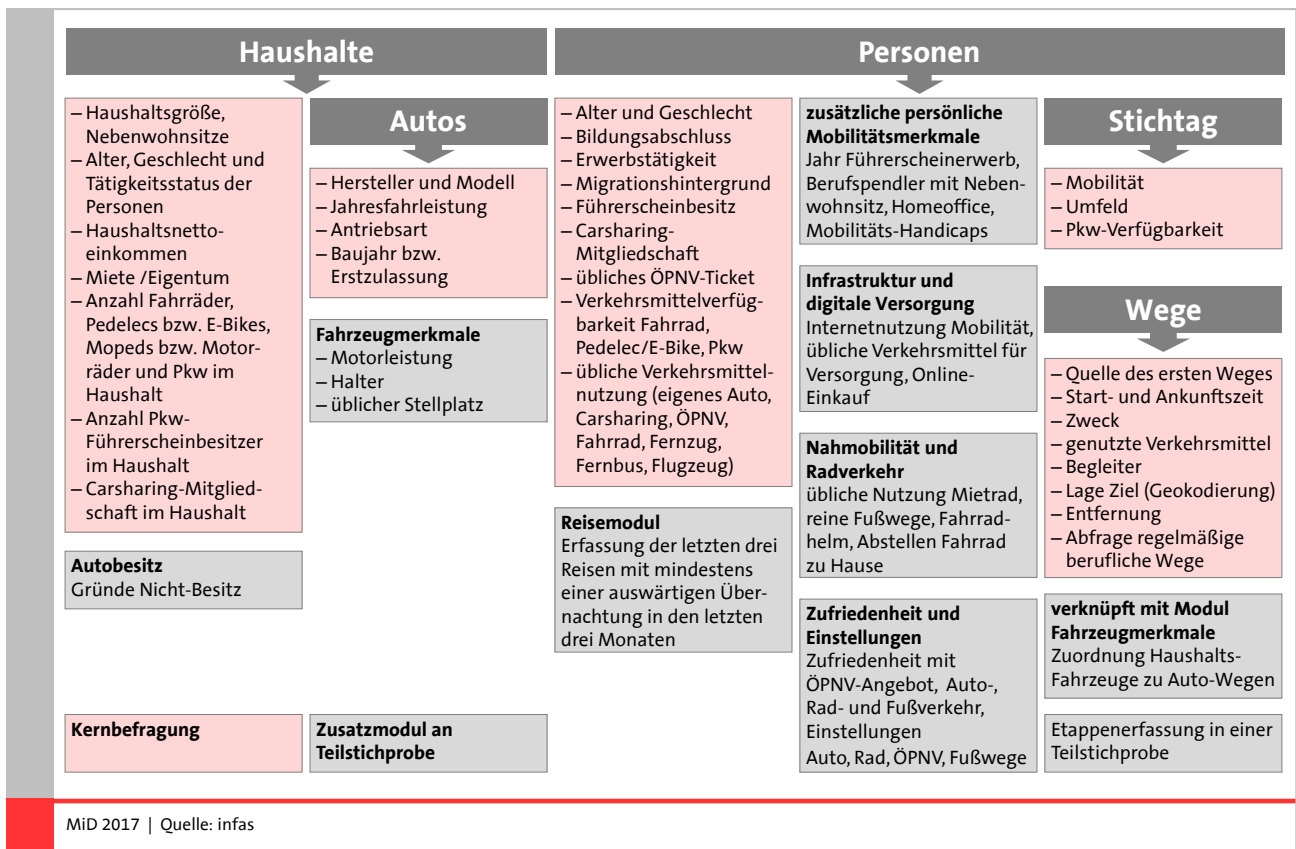 Haushalte
– Haushaltsgröße,
Nebenwohnsitze
– Alter, Geschlecht und
Tätigkeitsstatus der
Personen
– Haushaltsnetto-
einkommen
– Miete /Eigentum
– Anzahl Fahrräder,
Pedelecs bzw. E-Bikes,
Mopeds bzw. Motor-
räder und Pkw im
Haushalt
– Anzahl Pkw-
Führerscheinbesitzer
im Haushalt
– Carsharing-Mitglied-
schaft im Haushalt
Autobesitz
Gründe Nicht-Besitz
Kernbefragung
Autos
– Hersteller und Modell
– Jahresfahrleistung
– Antriebsart
– Baujahr bzw.
Erstzulassung
Fahrzeugmerkmale
– Motorleistung
– Halter
– üblicher Stellplatz
Zusatzmodul an
Teilstichprobe
Personen
– Alter und Geschlecht
– Bildungsabschluss
– Erwerbstätigkeit
– Migrationshintergrund
– Führerscheinbesitz
– Carsharing-
Mitgliedschaft
– übliches ÖPNV-Ticket
– Verkehrsmittelverfüg-
barkeit Fahrrad,
Pedelec/E-Bike, Pkw
– übliche Verkehrsmittel-
nutzung (eigenes Auto,
Carsharing, ÖPNV,
Fahrrad, Fernzug,
Fernbus, Flugzeug)
Reisemodul
Erfassung der letzten drei
Reisen mit mindestens
einer auswärtigen Über-
nachtung in den letzten
drei Monaten
zusätzliche persönliche
Mobilitätsmerkmale
Jahr Führerscheinerwerb,
Berufspendler mit Neben-
wohnsitz, Homeoffice,
Mobilitäts-Handicaps
Infrastruktur und
digitale Versorgung
Internetnutzung Mobilität,
übliche Verkehrsmittel für
Versorgung, Online-
Einkauf
Nahmobilität und
Radverkehr
übliche Nutzung Mietrad,
reine Fußwege, Fahrrad-
helm, Abstellen Fahrrad
zu Hause
Zufriedenheit und
Einstellungen
Zufriedenheit mit
ÖPNV-Angebot, Auto-,
Rad- und Fußverkehr,
Einstellungen
Auto, Rad, ÖPNV, Fußwege
Stichtag
– Mobilität
– Umfeld
– Pkw-Verfügbarkeit
Wege
– Quelle des ersten Weges
– Start- und Ankunftszeit
– Zweck
– genutzte Verkehrsmittel
– Begleiter
– Lage Ziel (Geokodierung)
– Entfernung
– Abfrage regelmäßige
berufliche Wege
verknüpft mit Modul
Fahrzeugmerkmale
Zuordnung Haushalts-
Fahrzeuge zu Auto-Wegen
Etappenerfassung in einer
Teilstichprobe
MiD 2017 | Quelle: infas